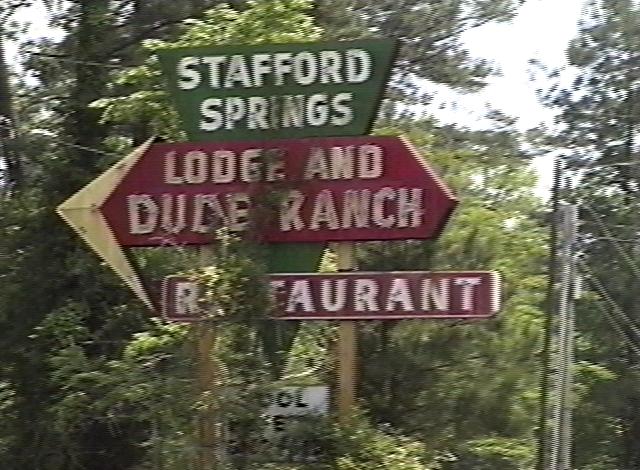 STAFFORD
SPRINGS
LODGE AND
DUDE RANCH
RESTAURANT